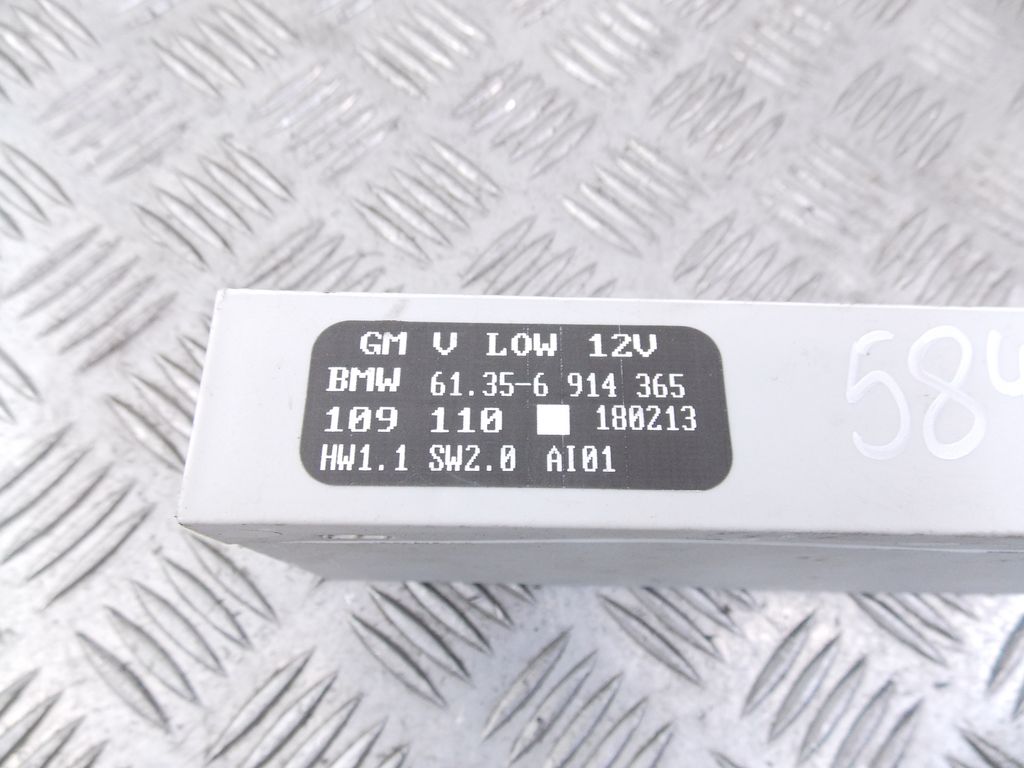 GM V LOW 12V
BMW 61.35-6 914 365
109 110 180213
HW1.1 SW2.0 AI01